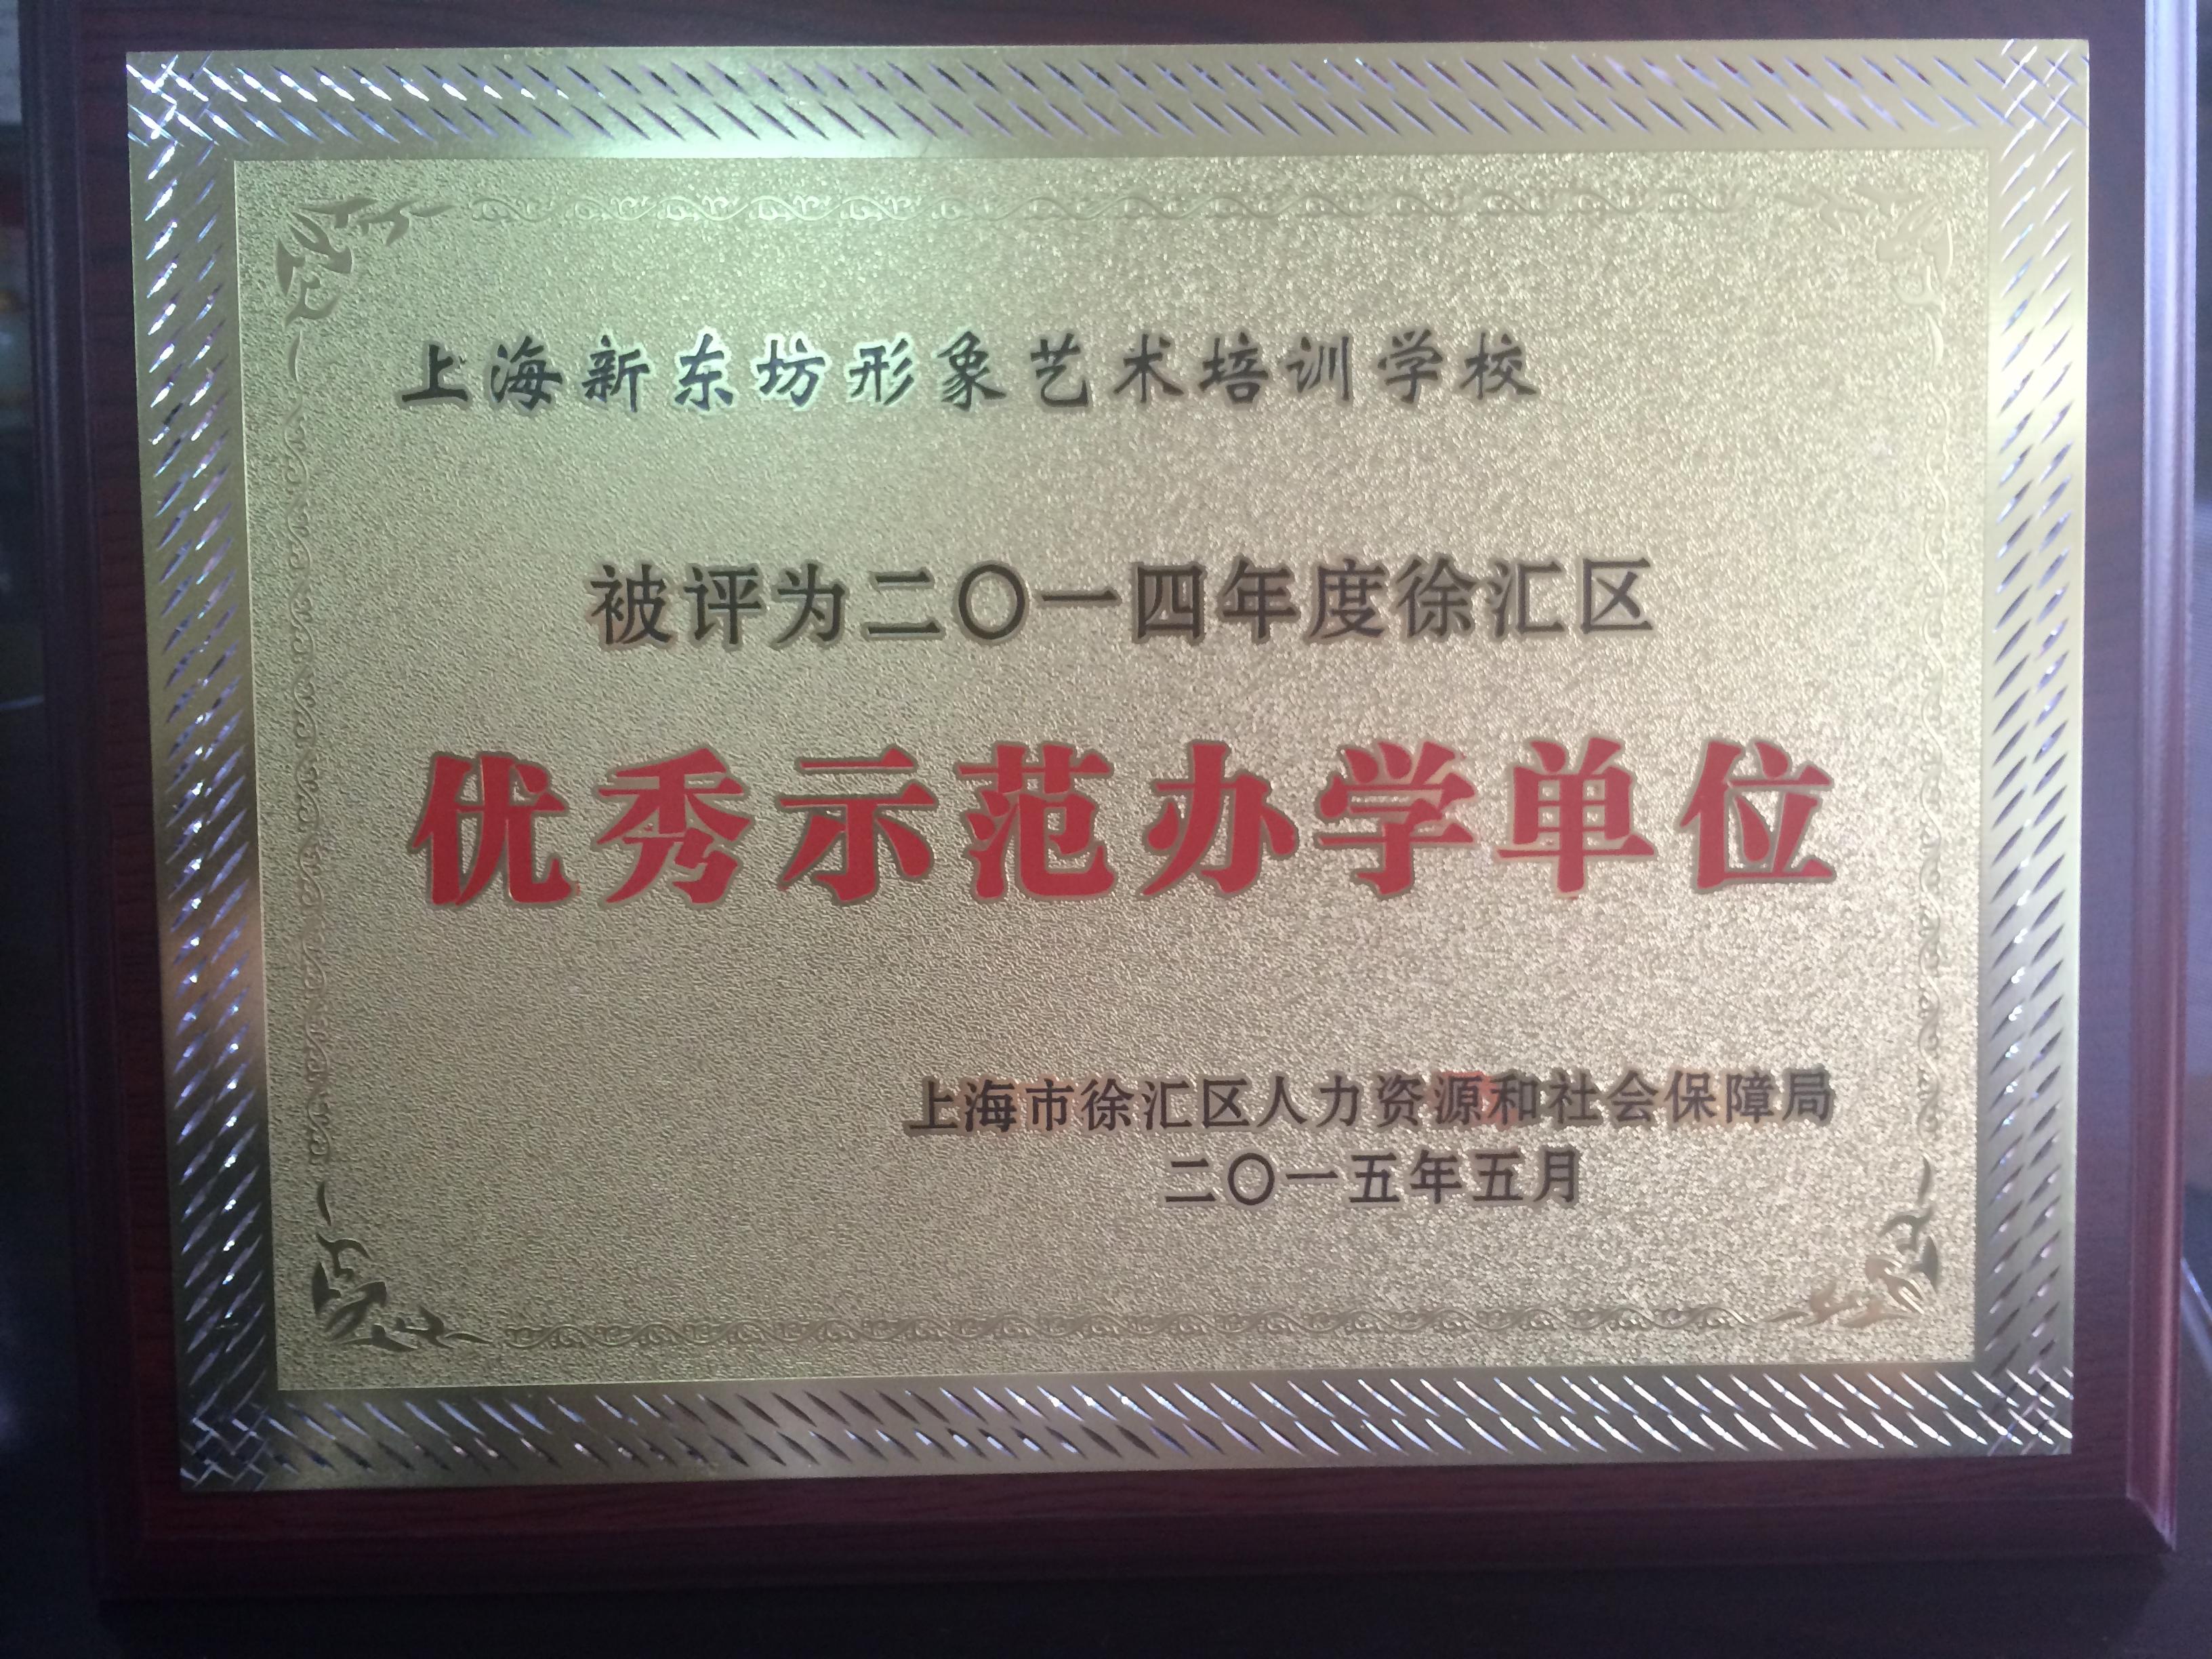 上海新东坊形象艺术培训学校
被评为二〇一四年度徐汇区
优秀示范办学单位
上海市徐汇区人力资源和社会保障局
二〇一五年五月